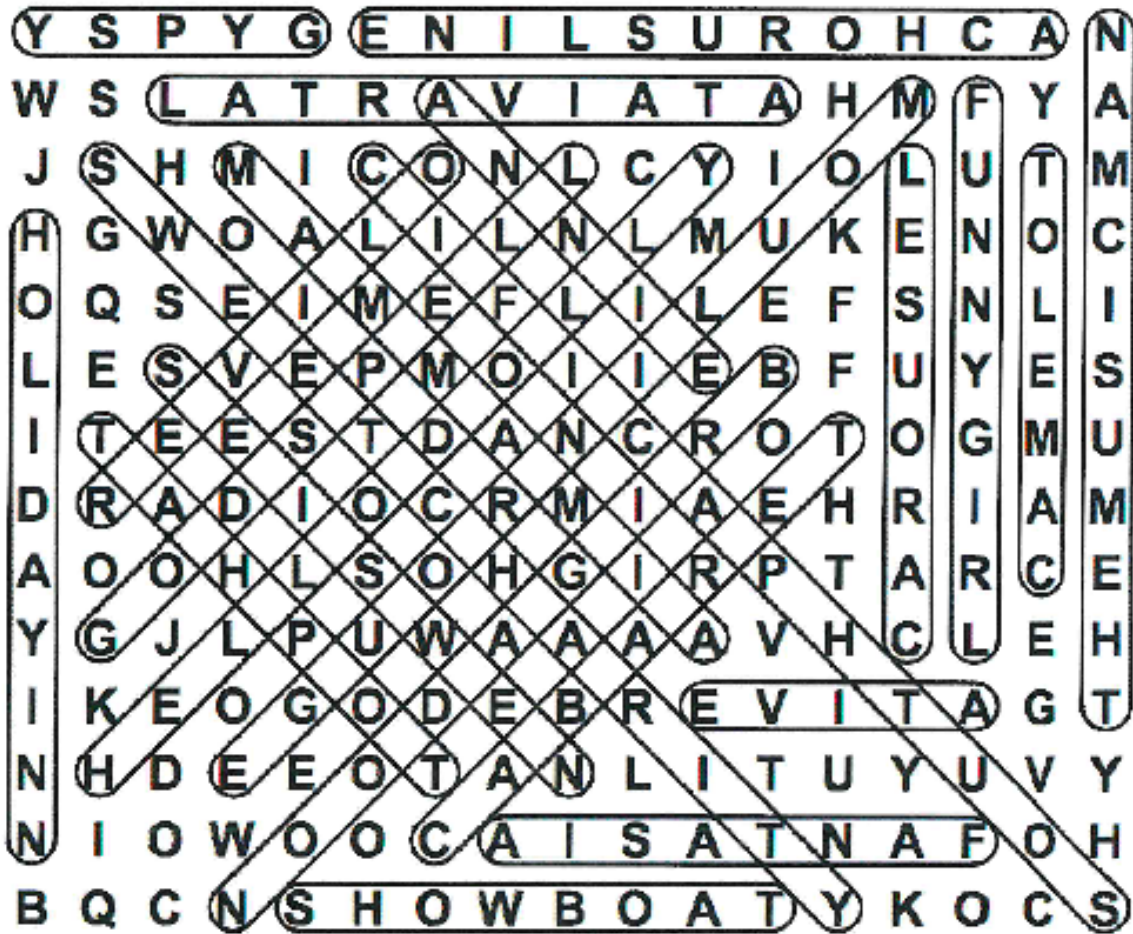 Y S P Y G E N I L S U R O H C A N
W S L A T R A V I A T A H M F Y A
J S H M I C O N L C Y I O L U T M
H G W O A L I L N L M U K E N O C
O Q S E I M E F L I L E F S N L I
L E S V E P M O I I E B F U Y E S
I T E E S T D A N C R O T O G M U
D R A D I O C R M I A E H R I A M
A O O H L S O H G I R P T A R C E
Y G J L P U W A A A A V H C L E H
I K E O G O D E B R E V I T A G T
N H D E E O T A N L I T U Y U V Y
N I O W O O C A I S A T N A F O H
B Q C N S H O W B O A T Y K O C S